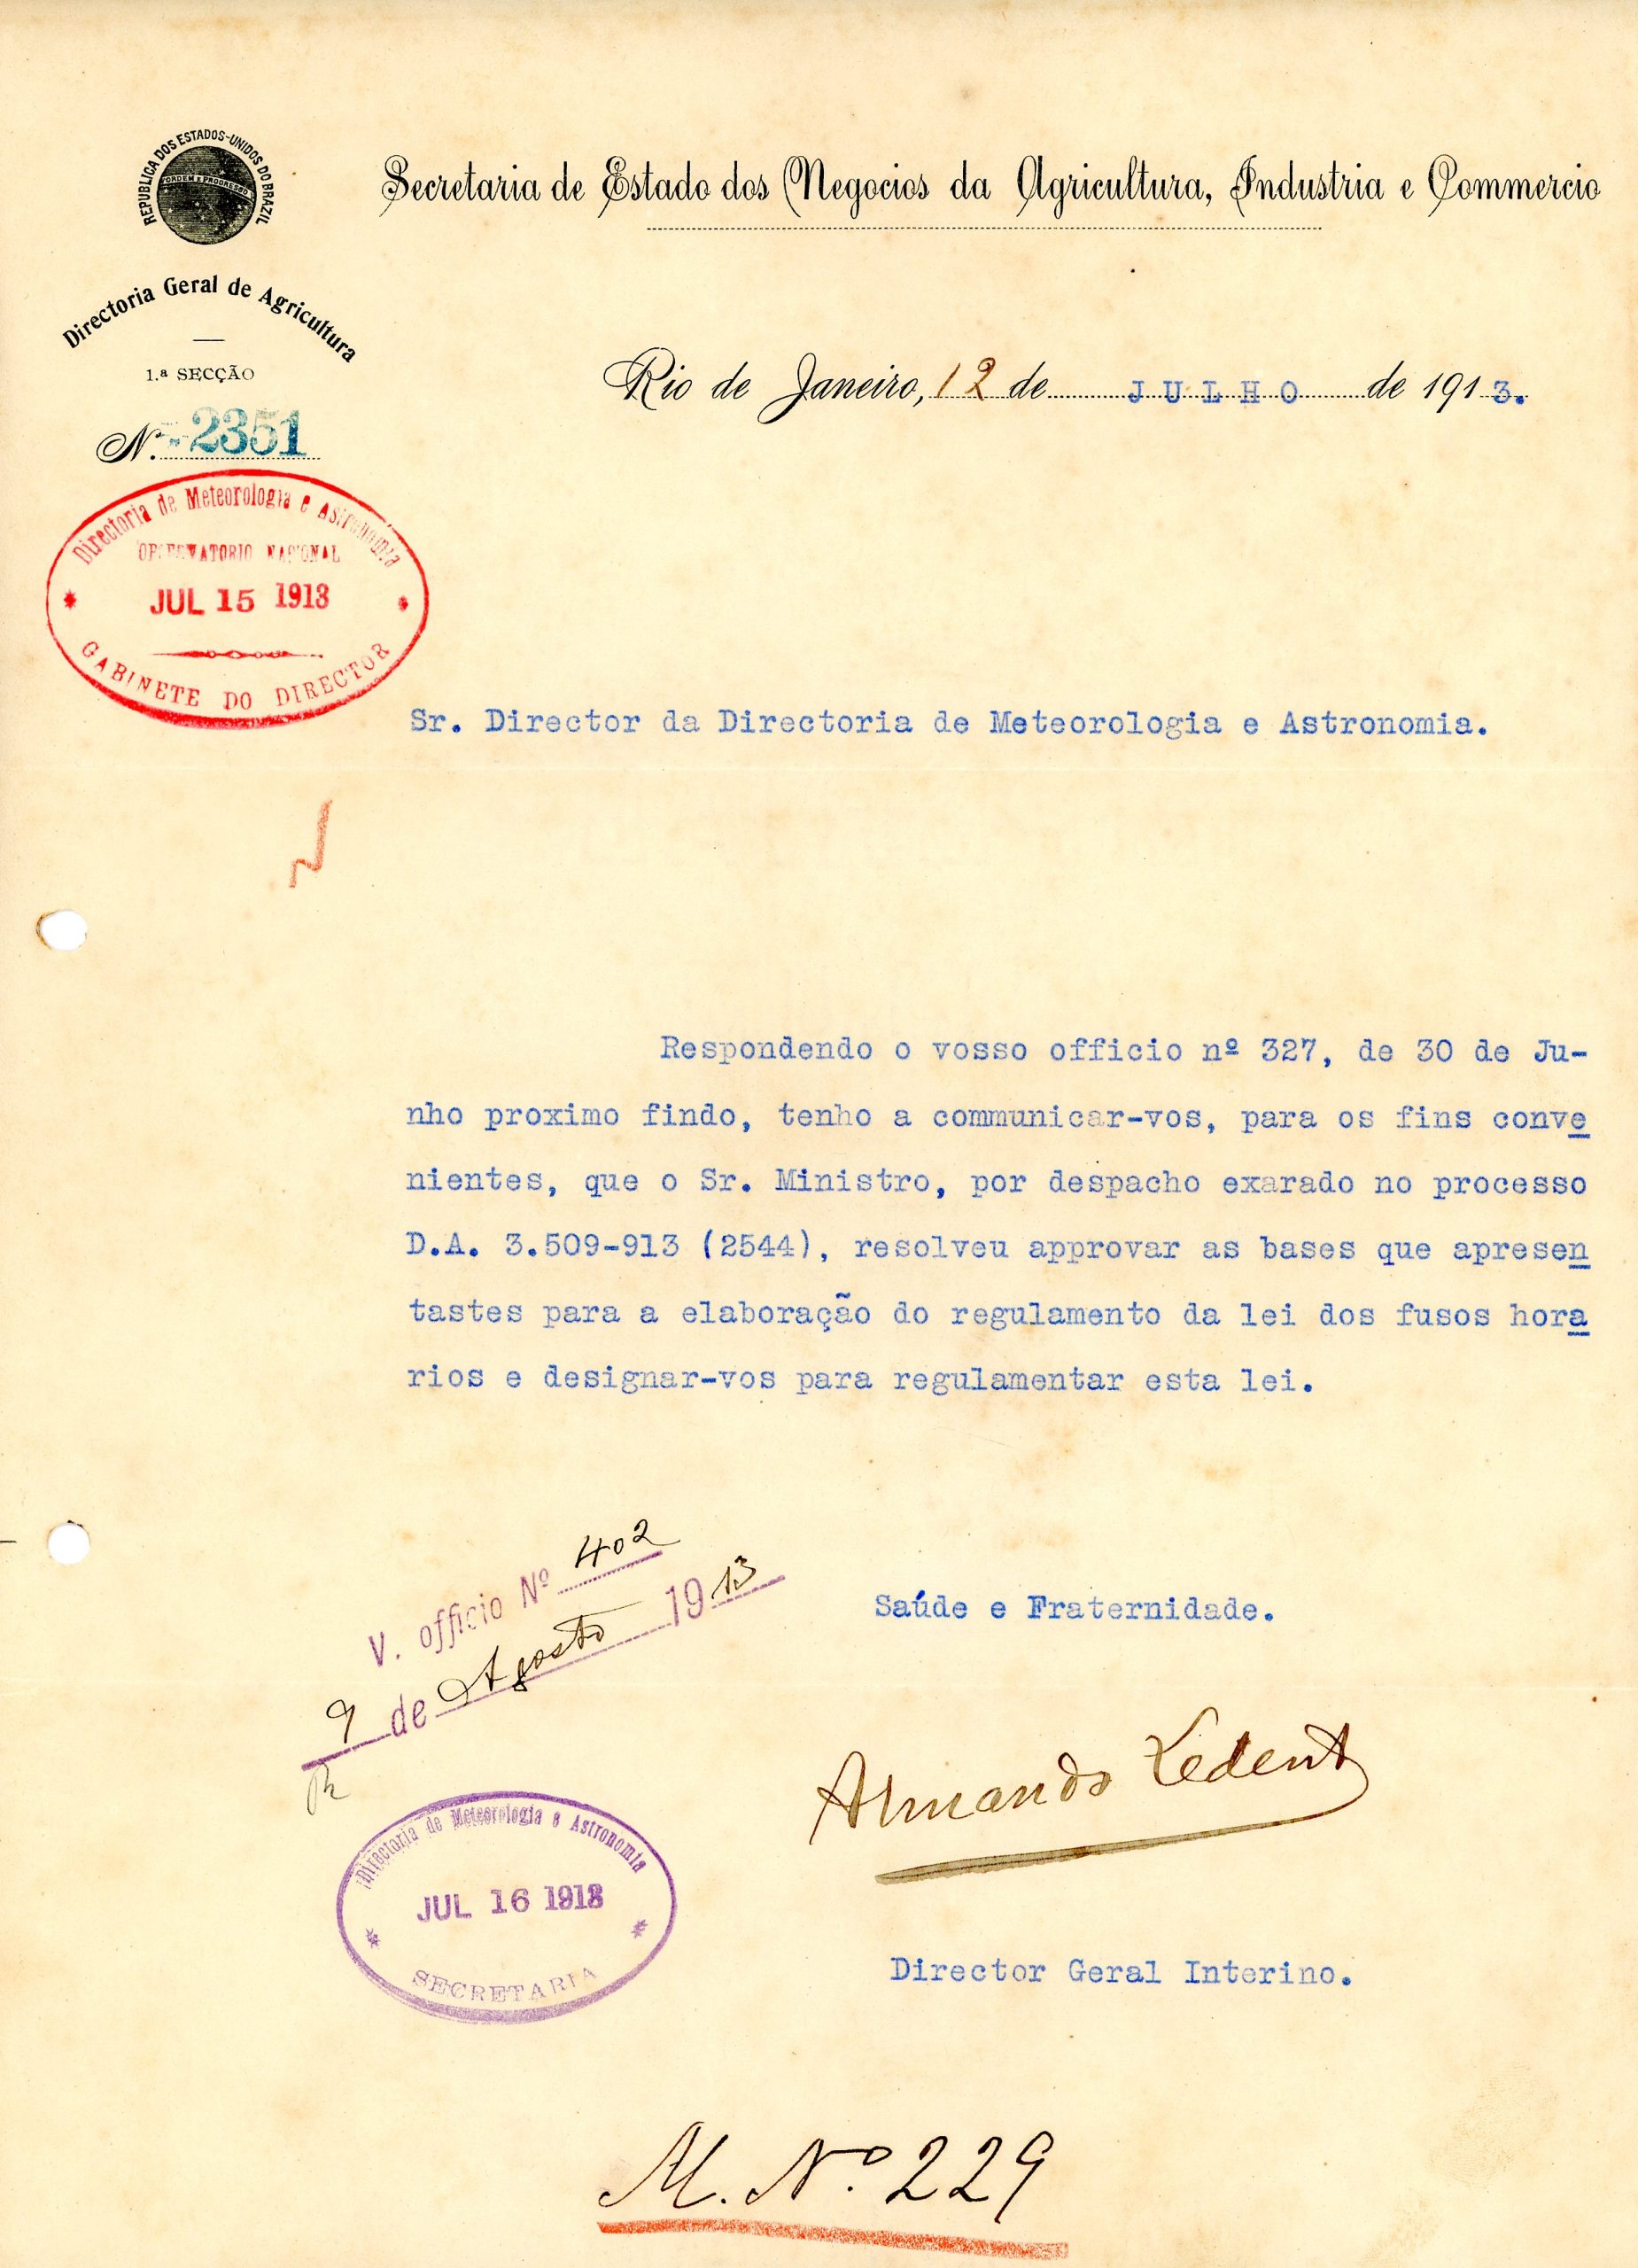 REPUBLICA DOS ESTADOS-UNIDOS DO BRAZIL
ORDEM E PROGRESSO
Secretaria de Estado dos Negocios da Agricultura, Industria e Commercio
Directoria Geral de Agricultura
1.ª SECÇÃO
Rio de Janeiro, 12 de JULHO de 1913.
N.º 2351
Directoria de Meteorologia e Astronomia
OBSERVATORIO NACIONAL
JUL 15 1913
GABINETE DO DIRECTOR
Sr. Director da Directoria de Meteorologia e Astronomia.
Respondendo o vosso officio nº 327, de 30 de Ju-
nho proximo findo, tenho a communicar-vos, para os fins conve
nientes, que o Sr. Ministro, por despacho exarado no processo
D.A. 3.509-913 (2544), resolveu approvar as bases que apresen
tastes para a elaboração do regulamento da lei dos fusos hora
rios e designar-vos para regulamentar esta lei.
V. officio Nº 402
9 de Agosto 1913
Saúde e Fraternidade.
Armando Ledent
Directoria de Meteorologia e Astronomia
JUL 16 1913
SECRETARIA
Director Geral Interino.
M. Nº 229